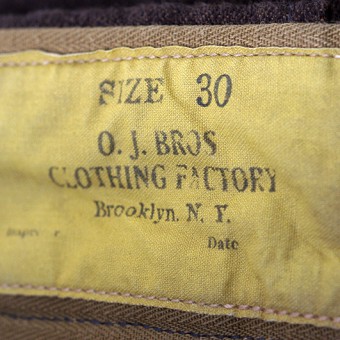 SIZE 30
O. J. BROS
CLOTHING FACTORY
Brooklyn. N. Y.
Date